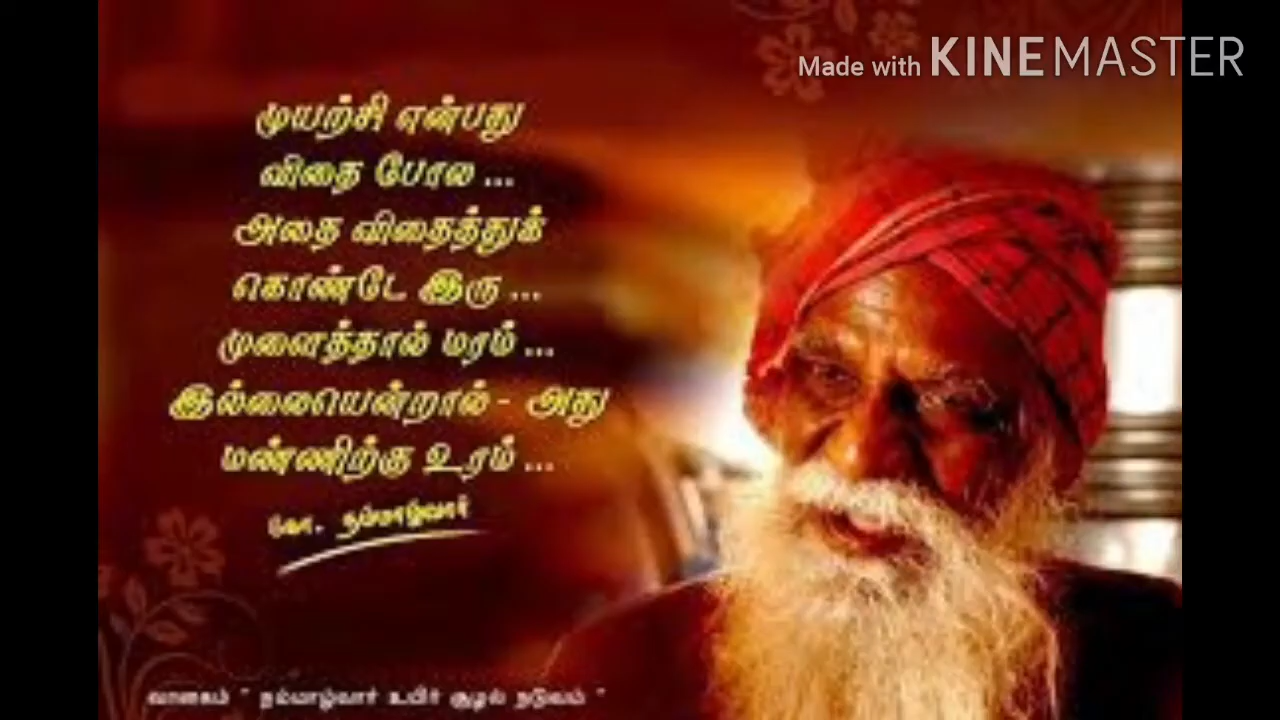 Made with KINEMASTER
முயற்சி என்பது
விதை போல ...
அதை விதைத்துக்
கொண்டே இரு ...
முளைத்தால் மரம் ...
இல்லையென்றால் - அது
மண்ணிற்கு உரம் ...
கோ. நம்மாழ்வார்
வானகம் " நம்மாழ்வார் உயிர் சூழல் நடுவம் "